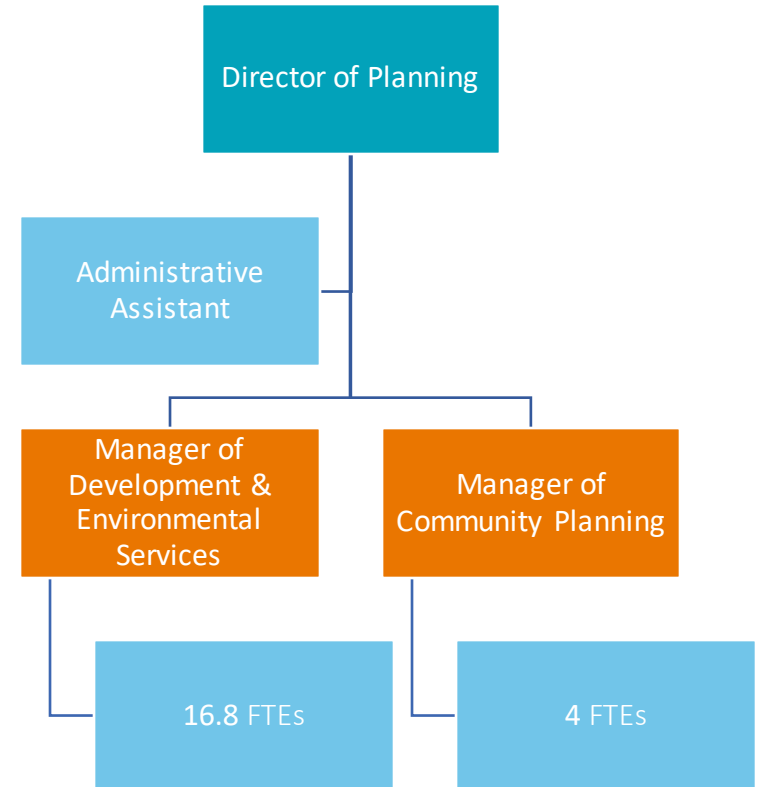 Director of Planning
Administrative
Assistant
Manager of
Development &
Environmental
Services
Manager of
Community Planning
16.8 FTEs
4 FTEs